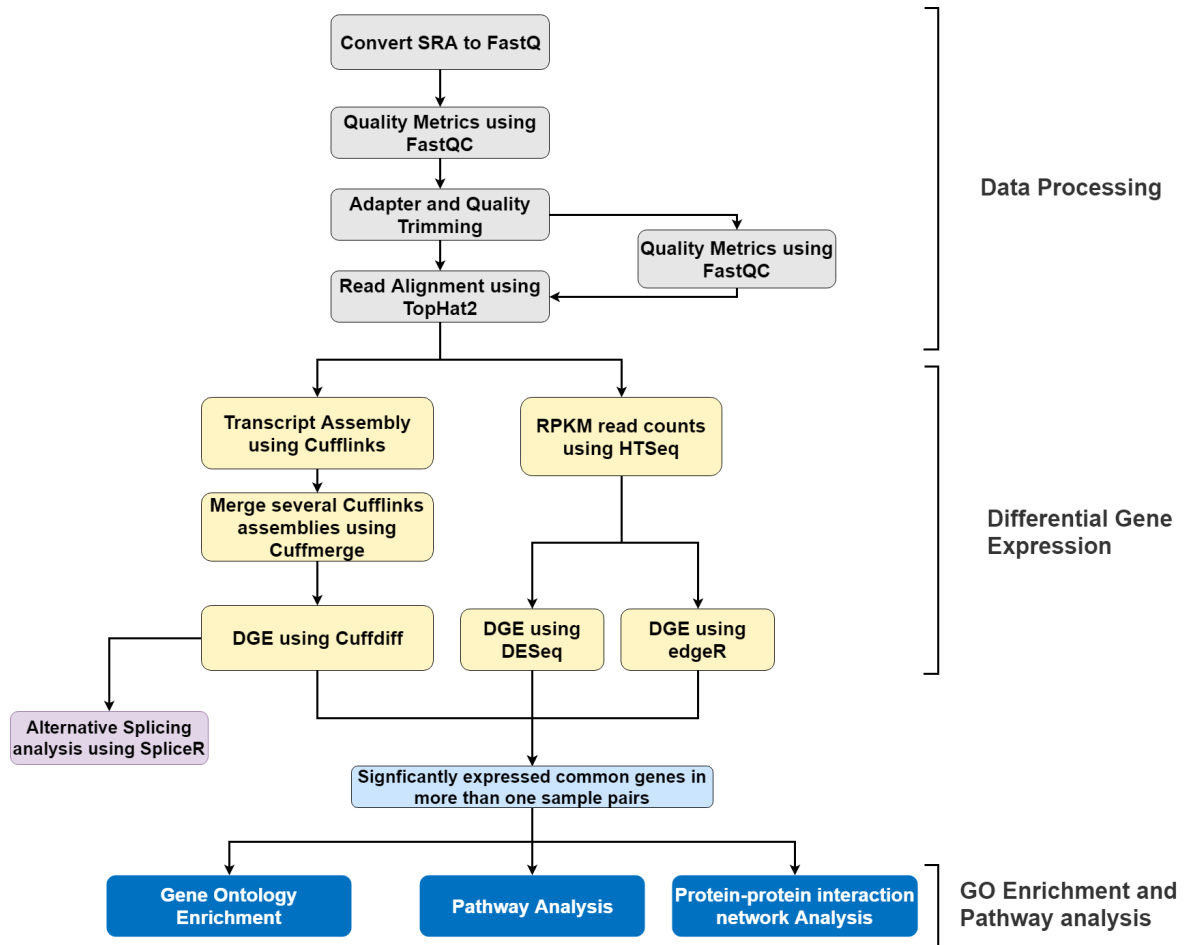 Convert SRA to FastQ
Quality Metrics using
FastQC
Adapter and Quality
Trimming
Quality Metrics using
FastQC
Read Alignment using
TopHat2
Data Processing
Transcript Assembly
using Cufflinks
RPKM read counts
using HTSeq
Merge several Cufflinks
assemblies using
Cuffmerge
Differential Gene
Expression
DGE using Cuffdiff
DGE using
DESeq
DGE using
edgeR
Alternative Splicing
analysis using SpliceR
Signficantly expressed common genes in
more than one sample pairs
Gene Ontology
Enrichment
Pathway Analysis
Protein-protein interaction
network Analysis
GO Enrichment and
Pathway analysis